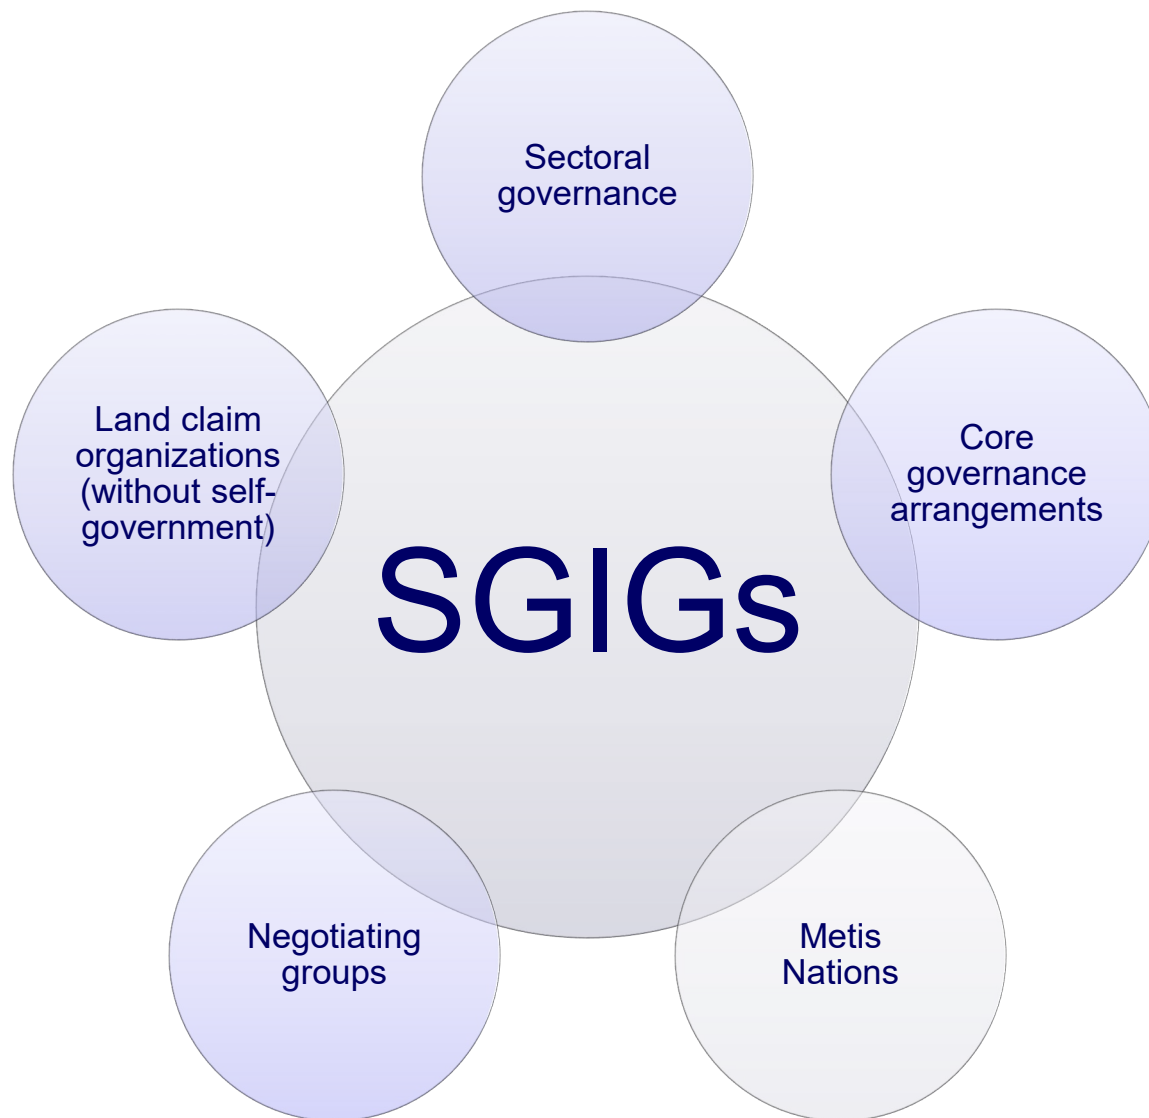 Sectoral
governance
Land claim
organizations
(without self-
government)
Core
governance
arrangements
SGIGs
Negotiating
groups
Metis
Nations